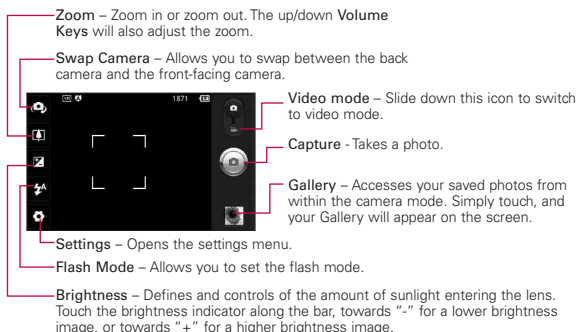 Zoom – Zoom in or zoom out. The up/down Volume
Keys will also adjust the zoom.
Swap Camera – Allows you to swap between the back
camera and the front-facing camera.
1871
Video mode – Slide down this icon to switch
to video mode.
Capture - Takes a photo.
Gallery – Accesses your saved photos from
within the camera mode. Simply touch, and
your Gallery will appear on the screen.
Settings – Opens the settings menu.
Flash Mode – Allows you to set the flash mode.
Brightness – Defines and controls of the amount of sunlight entering the lens.
Touch the brightness indicator along the bar, towards “-” for a lower brightness
image, or towards “+” for a higher brightness image.